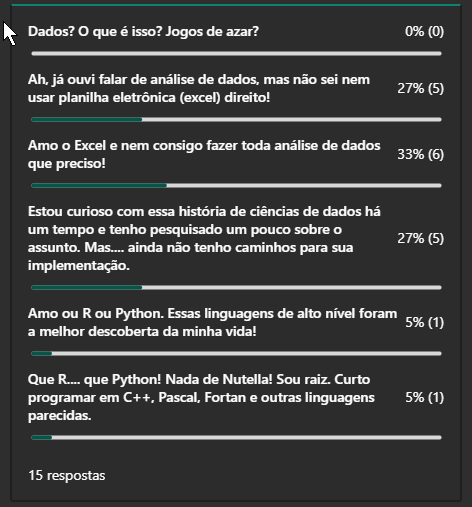 Dados? O que é isso? Jogos de azar? 0% (0)
Ah, já ouvi falar de análise de dados, mas não sei nem
usar planilha eletrônica (excel) direito! 27% (5)
Amo o Excel e nem consigo fazer toda análise de dados
que preciso! 33% (6)
Estou curioso com essa história de ciências de dados há
um tempo e tenho pesquisado um pouco sobre o
assunto. Mas.... ainda não tenho caminhos para sua
implementação. 27% (5)
Amo ou R ou Python. Essas linguagens de alto nível foram
a melhor descoberta da minha vida! 5% (1)
Que R.... que Python! Nada de Nutella! Sou raiz. Curto
programar em C++, Pascal, Fortan e outras linguagens
parecidas. 5% (1)
15 respostas